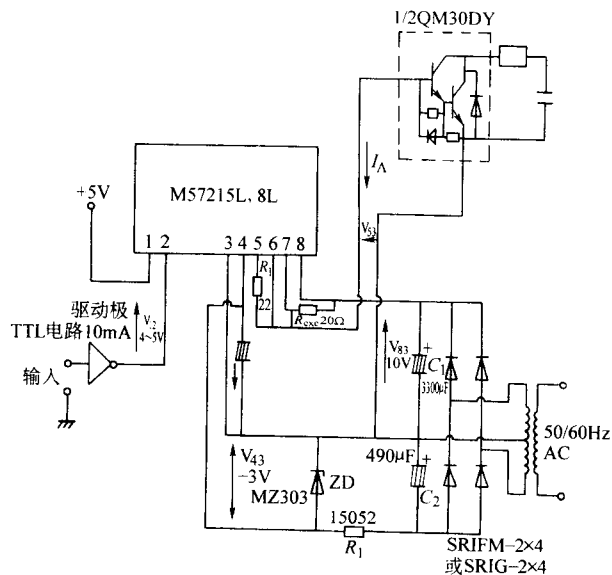 1/2QM30DY
M57215L、8L
+5V
1 2 3 4 5 6 7 8
I_A
V_53
R_1
22
R_exc 20Ω
驱动极
TTL电路10mA
V_i2
4~5V
输入
V_83
10V
C_1
3300μF
+
50/60Hz
AC
V_43
-3V
MZ303
ZD
490μF
+
C_2
15052
R_1
SRIFM-2×4
或SRIG-2×4